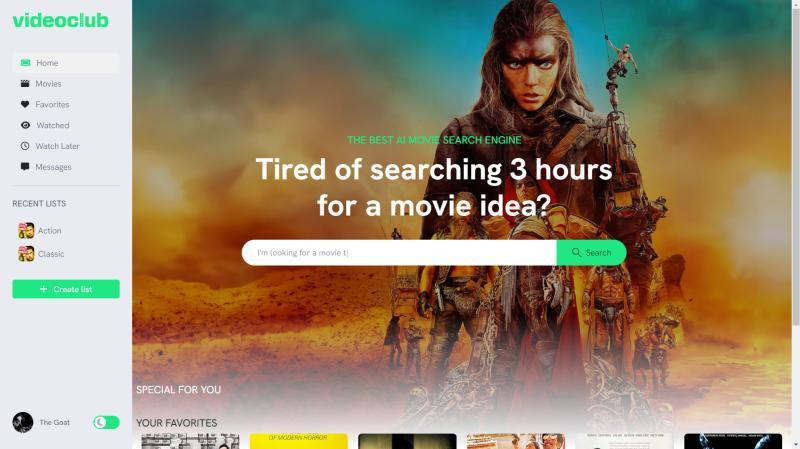 videoclub
Home
Movies
Favorites
Watched
Watch Later
Messages
RECENT LISTS
Action
Classic
+ Create list
The Goat
THE BEST AI MOVIE SEARCH ENGINE
Tired of searching 3 hours
for a movie idea?
I'm looking for a movie t|
Search
SPECIAL FOR YOU
YOUR FAVORITES
OF MODERN HORROR